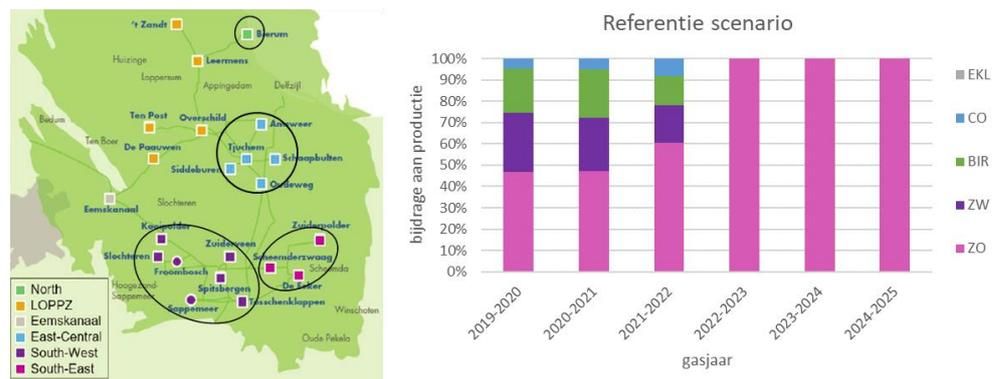 't Zandt
Bierum
Huizinge
Leermens
Loppersum
Appingedam
Delfzijl
Ten Post
Overschild
Amsweer
Bedum
Ten Boer
De Paauwen
Tjuchem
Schaapbulten
Siddeburen
Oudeweg
Slochteren
Eemskanaal
Kooipolder
Zuiderpolder
Zuiderveen
Slochteren
Froombosch
Scheemderzwaag
Scheemda
De Eeker
Spitsbergen
Hoogezand-
Sappemeer
Sappemeer
Tusschenklappen
Winschoten
Oude Pekela
North
LOPPZ
Eemskanaal
East-Central
South-West
South-East
Referentie scenario
bijdrage aan productie
100%
90%
80%
70%
60%
50%
40%
30%
20%
10%
0%
2019-2020
2020-2021
2021-2022
2022-2023
2023-2024
2024-2025
gasjaar
EKL
CO
BIR
ZW
ZO